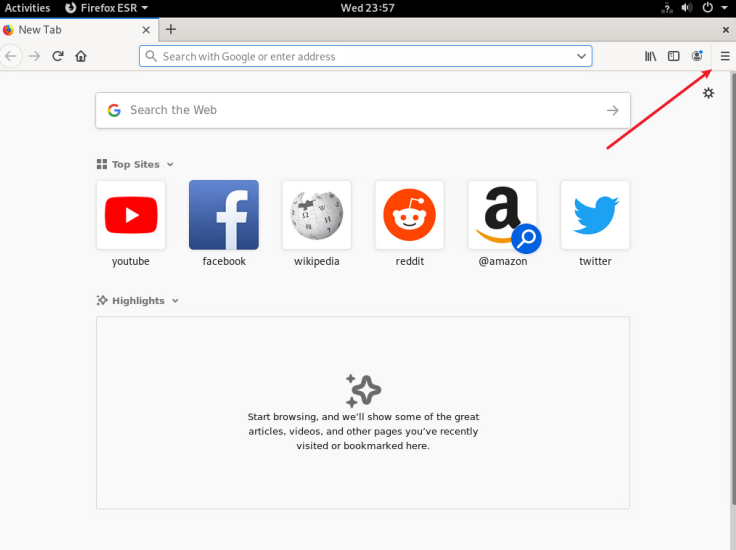 Activities Firefox ESR Wed 23:57
New Tab
Search with Google or enter address
Search the Web
Top Sites
youtube facebook wikipedia reddit @amazon twitter
Highlights
Start browsing, and we'll show some of the great
articles, videos, and other pages you've recently
visited or bookmarked here.